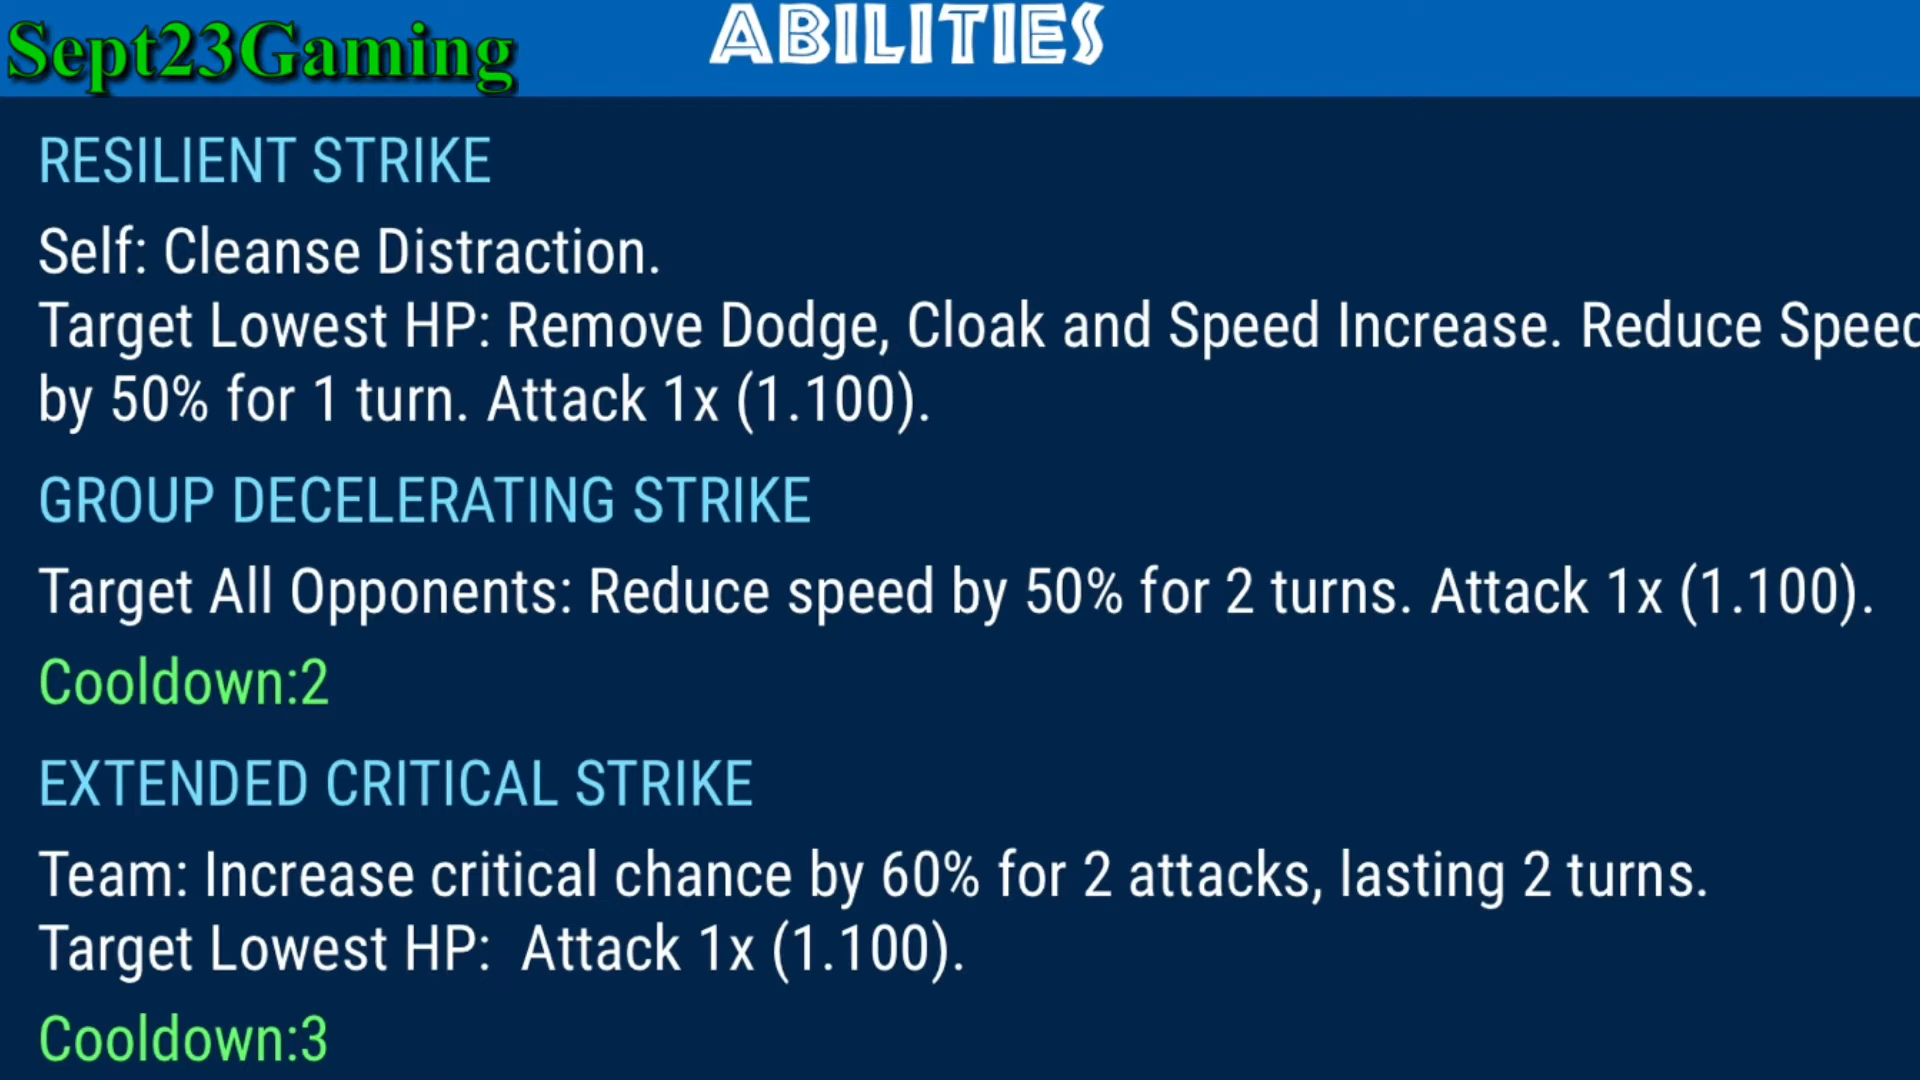 Sept23Gaming
ABILITIES
RESILIENT STRIKE
Self: Cleanse Distraction.
Target Lowest HP: Remove Dodge, Cloak and Speed Increase. Reduce Speed
by 50% for 1 turn. Attack 1x (1.100).
GROUP DECELERATING STRIKE
Target All Opponents: Reduce speed by 50% for 2 turns. Attack 1x (1.100).
Cooldown:2
EXTENDED CRITICAL STRIKE
Team: Increase critical chance by 60% for 2 attacks, lasting 2 turns.
Target Lowest HP:  Attack 1x (1.100).
Cooldown:3